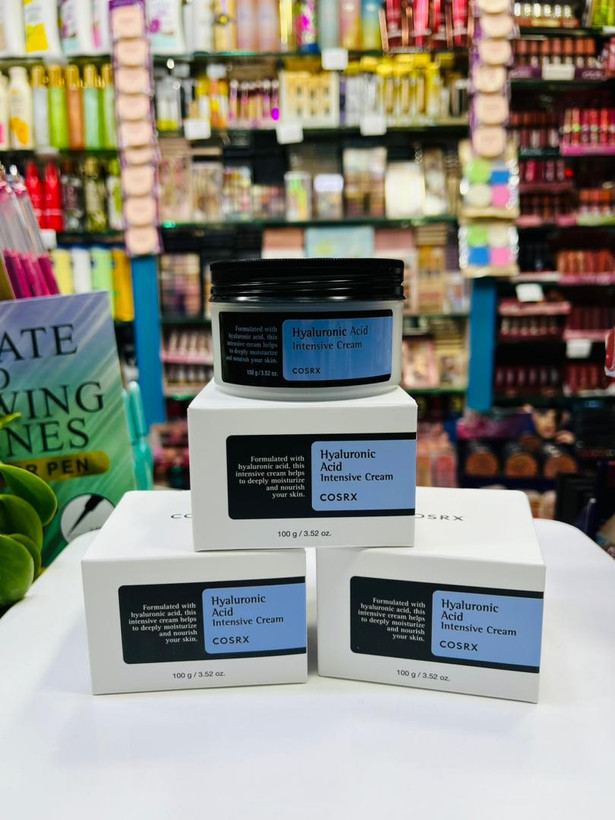 Formulated with
hyaluronic acid, this
intensive cream helps
to deeply moisturize
and nourish your skin.
100 g / 3.52 oz.
Hyaluronic Acid
Intensive Cream
COSRX
Formulated with
hyaluronic acid, this
intensive cream helps
to deeply moisturize
and nourish
your skin.
Hyaluronic
Acid
Intensive Cream
COSRX
100 g / 3.52 oz.
Formulated with
hyaluronic acid, this
intensive cream helps
to deeply moisturize
and nourish
your skin.
Hyaluronic
Acid
Intensive Cream
COSRX
100 g / 3.52 oz.
OSRX
Formulated with
hyaluronic acid, this
intensive cream helps
to deeply moisturize
and nourish
your skin.
Hyaluronic
Acid
Intensive Cream
COSRX
100 g / 3.52 oz.
ATE
WING
NES
PEN